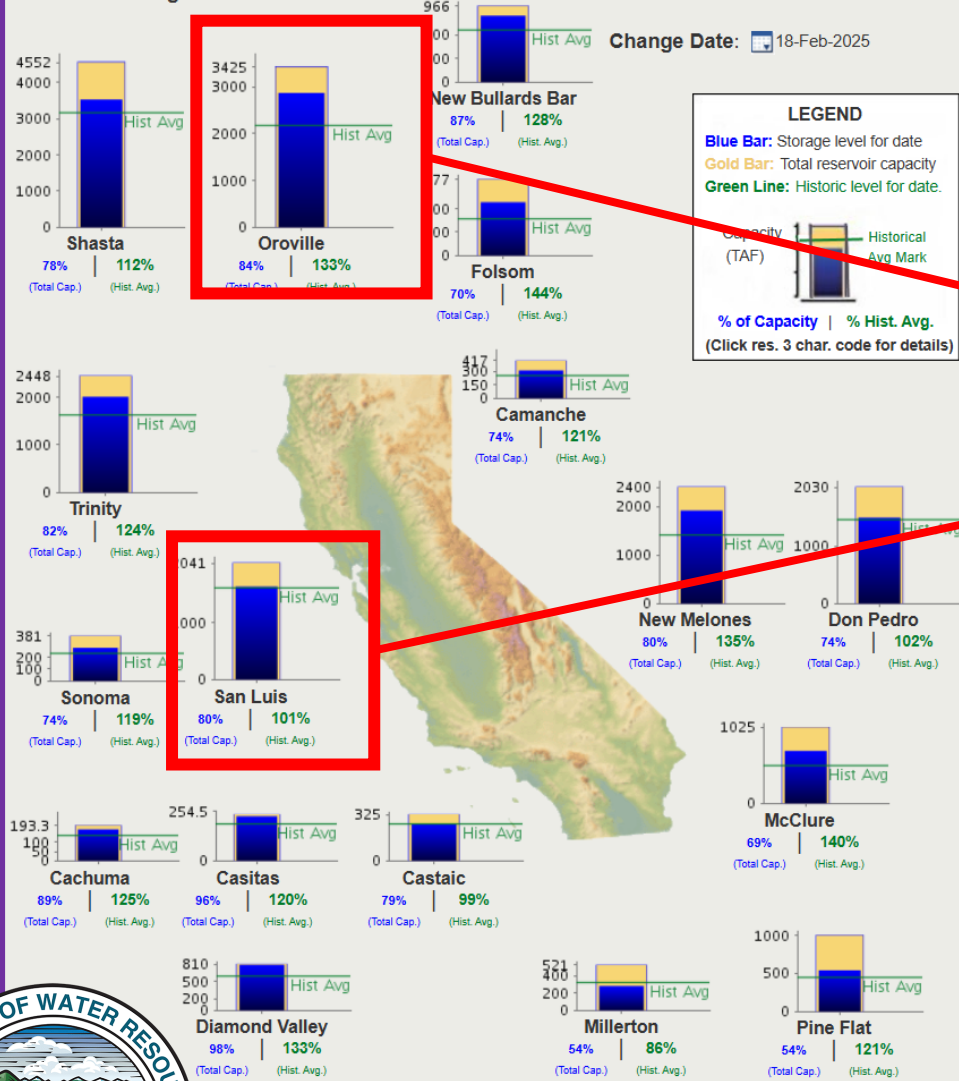 Change Date: 18-Feb-2025
966
0
Hist Avg
New Bullards Bar
87% | 128%
(Total Cap.) (Hist. Avg.)
4552
4000
3000
2000
1000
0
Hist Avg
Shasta
78% | 112%
(Total Cap.) (Hist. Avg.)
3425
3000
2000
1000
0
Hist Avg
Oroville
84% | 133%
(Total Cap.) (Hist. Avg.)
0
Hist Avg
Folsom
70% | 144%
(Total Cap.) (Hist. Avg.)
LEGEND
Blue Bar: Storage level for date
Gold Bar: Total reservoir capacity
Green Line: Historic level for date.
Capacity
(TAF)
Historical
Avg Mark
% of Capacity | % Hist. Avg.
(Click res. 3 char. code for details)
417
300
150
0
Hist Avg
Camanche
74% | 121%
(Total Cap.) (Hist. Avg.)
2448
2000
1000
0
Hist Avg
Trinity
82% | 124%
(Total Cap.) (Hist. Avg.)
2400
2000
1000
0
Hist Avg
New Melones
80% | 135%
(Total Cap.) (Hist. Avg.)
2030
1000
0
Hist Avg
Don Pedro
74% | 102%
(Total Cap.) (Hist. Avg.)
381
200
100
0
Hist Avg
Sonoma
74% | 119%
(Total Cap.) (Hist. Avg.)
041
000
0
Hist Avg
San Luis
80% | 101%
(Total Cap.) (Hist. Avg.)
1025
0
Hist Avg
McClure
69% | 140%
(Total Cap.) (Hist. Avg.)
193.3
100
50
0
Hist Avg
Cachuma
89% | 125%
(Total Cap.) (Hist. Avg.)
254.5
0
Hist Avg
Casitas
96% | 120%
(Total Cap.) (Hist. Avg.)
325
0
Hist Avg
Castaic
79% | 99%
(Total Cap.) (Hist. Avg.)
810
500
200
0
Hist Avg
Diamond Valley
98% | 133%
(Total Cap.) (Hist. Avg.)
521
400
200
0
Hist Avg
Millerton
54% | 86%
(Total Cap.) (Hist. Avg.)
1000
500
0
Hist Avg
Pine Flat
54% | 121%
(Total Cap.) (Hist. Avg.)
OF WATER RESOU